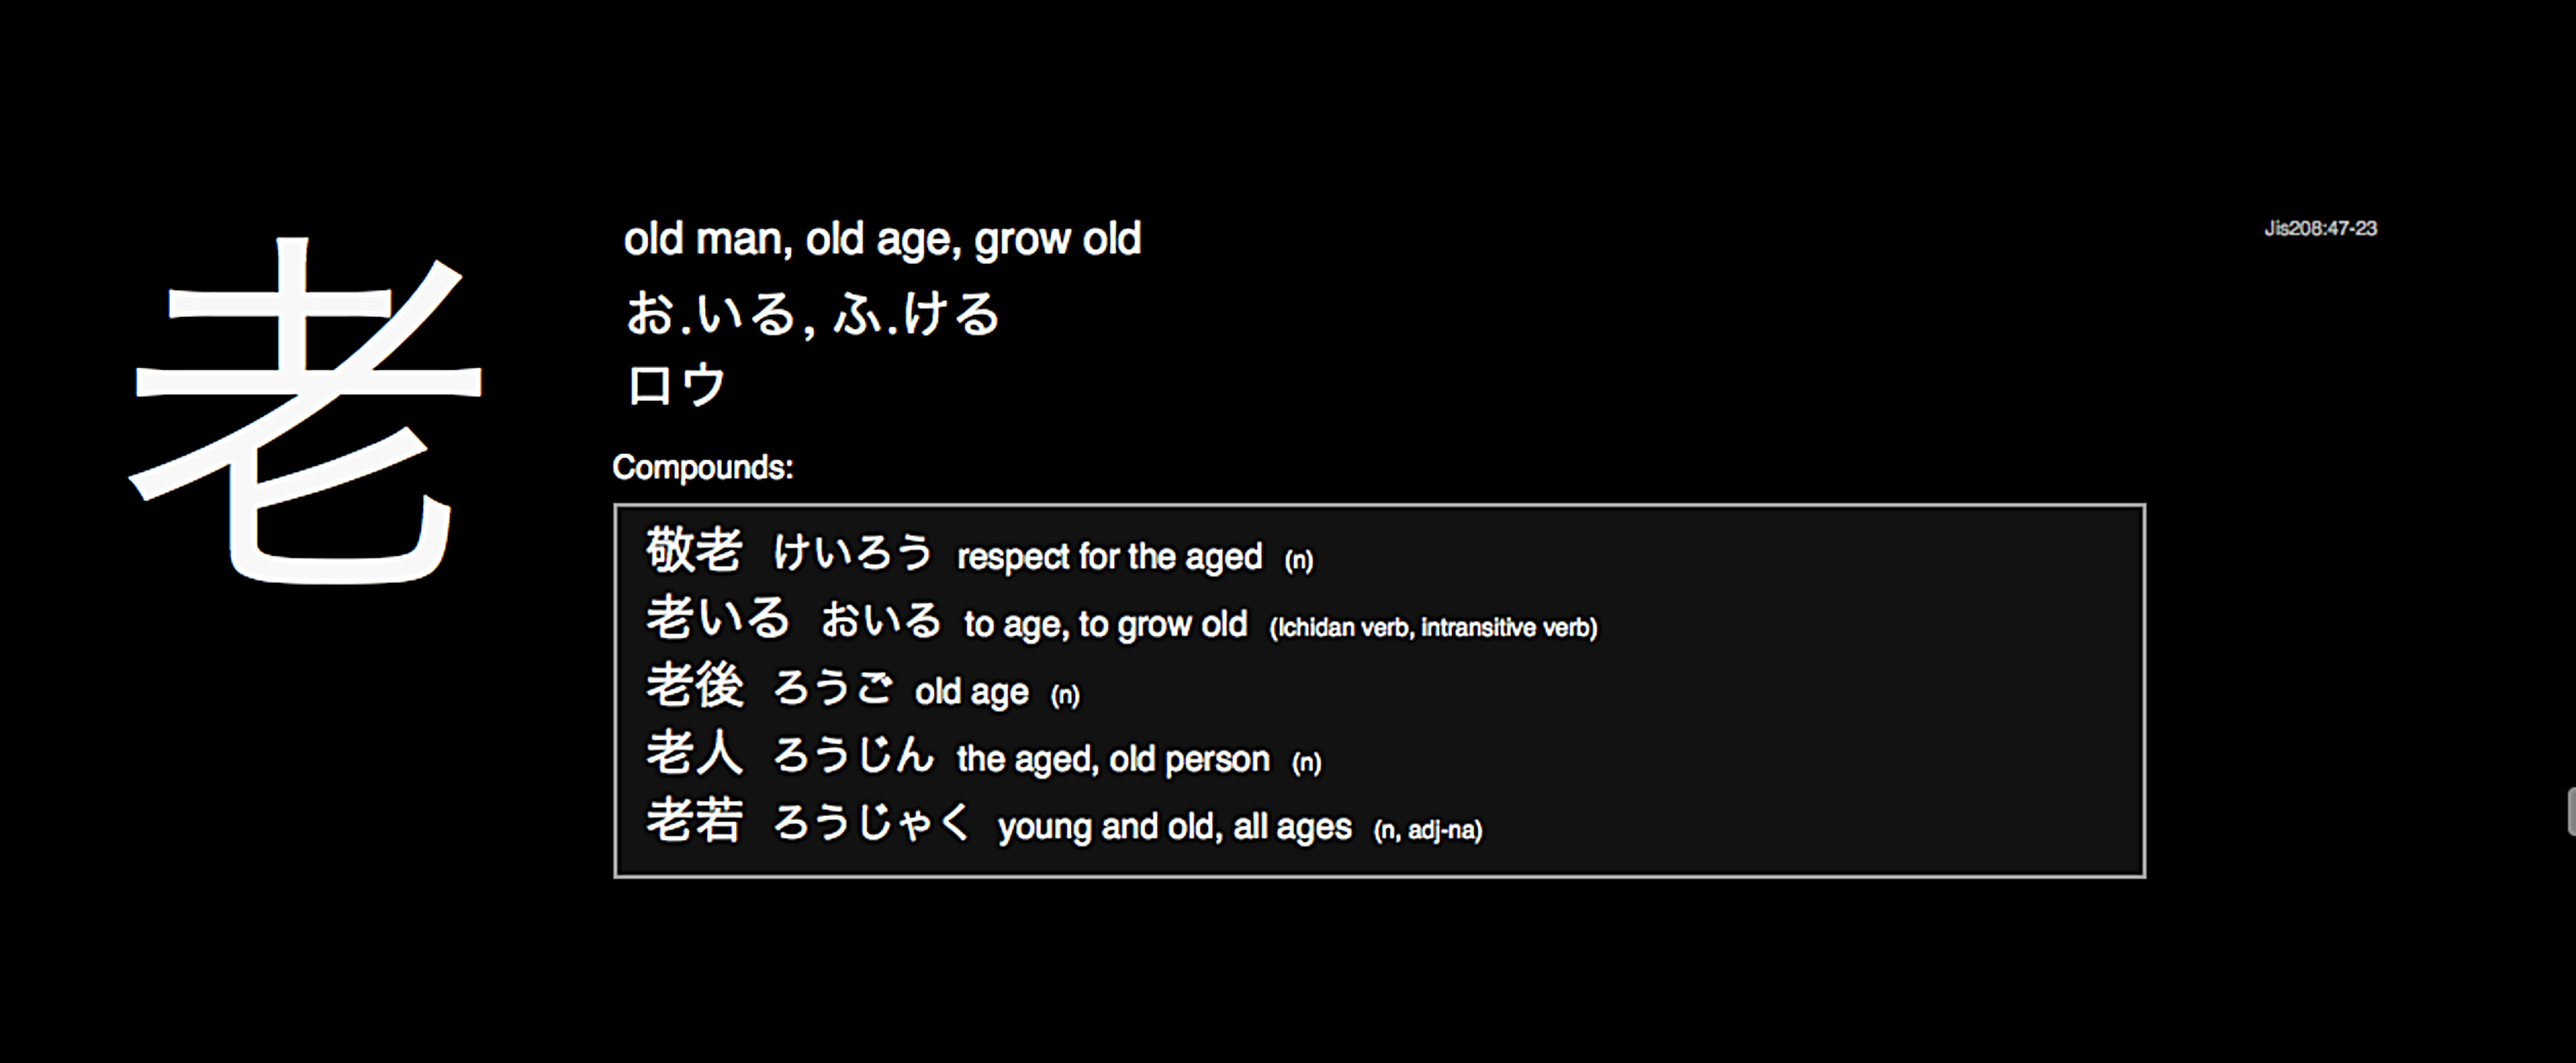 老
old man, old age, grow old
Jis208:47-23
お.いる, ふ.ける
ロウ
Compounds:
敬老 けいろう respect for the aged (n)
老いる おいる to age, to grow old (Ichidan verb, intransitive verb)
老後 ろうご old age (n)
老人 ろうじん the aged, old person (n)
老若 ろうじゃく young and old, all ages (n, adj-na)